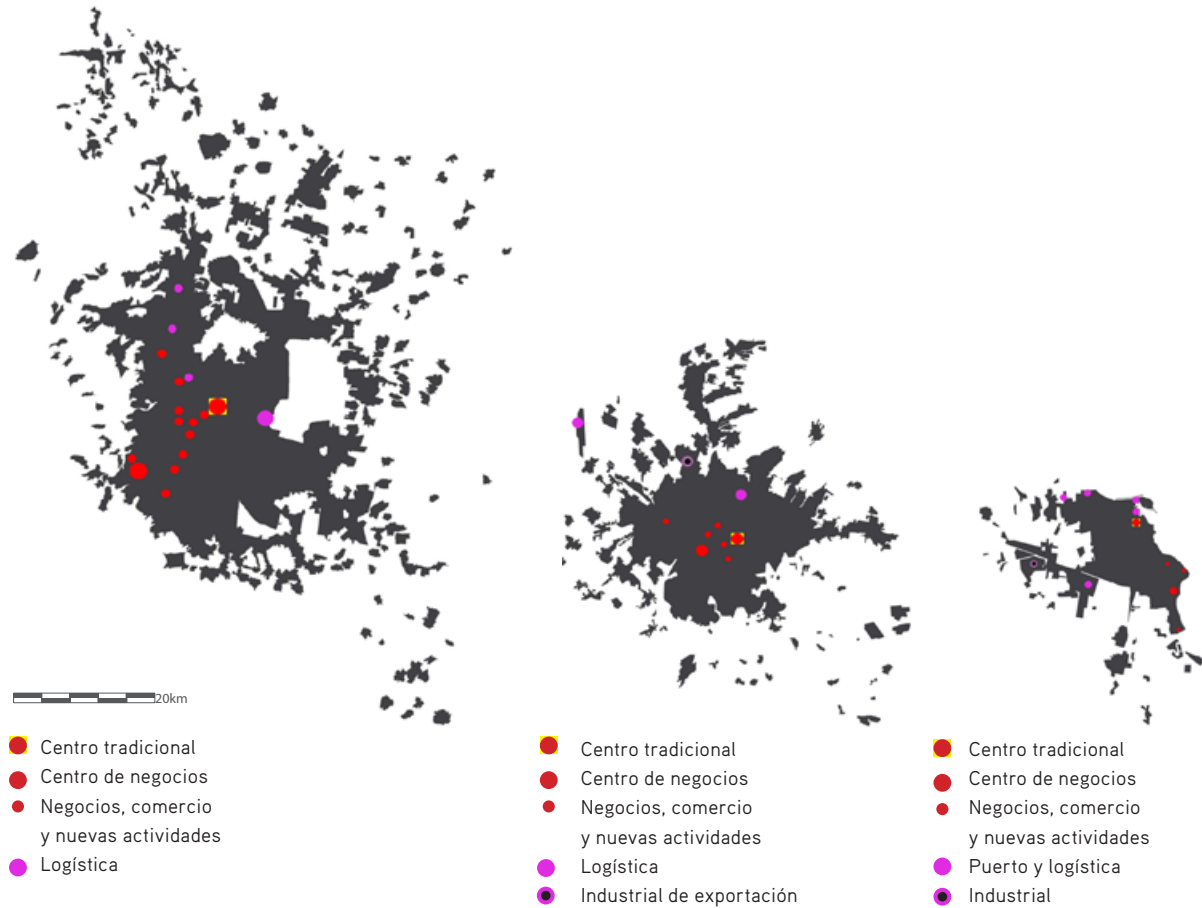 20km
Centro tradicional
Centro de negocios
Negocios, comercio
y nuevas actividades
Logística
Centro tradicional
Centro de negocios
Negocios, comercio
y nuevas actividades
Logística
Industrial de exportación
Centro tradicional
Centro de negocios
Negocios, comercio
y nuevas actividades
Puerto y logística
Industrial